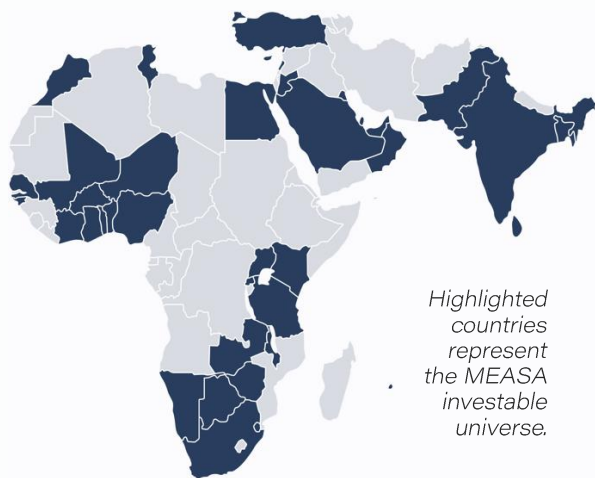 Highlighted
countries
represent
the MEASA
investable
universe.